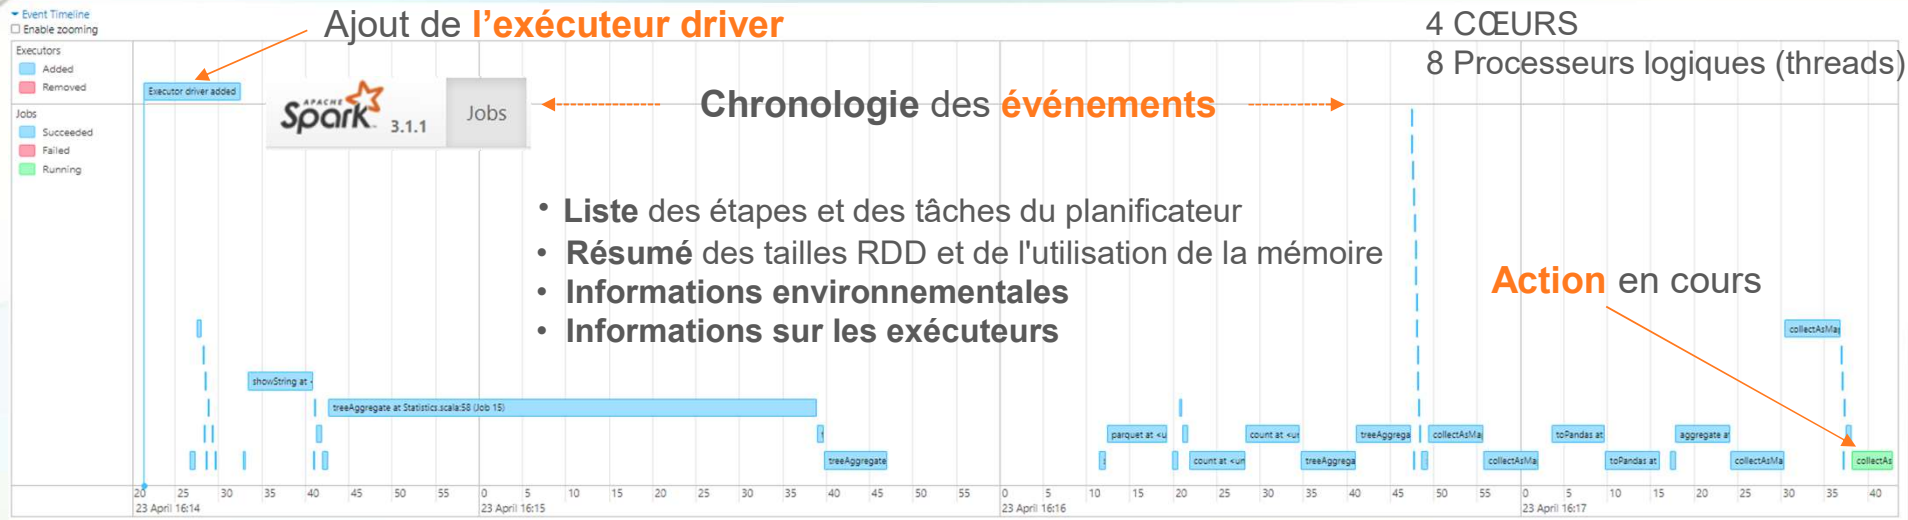 Event Timeline
Enable zooming
Ajout de l'exécuteur driver
4 CŒURS
8 Processeurs logiques (threads)
Executors
Added
Removed
Executor driver added
APACHE
Spark 3.1.1
Jobs
Chronologie des événements
Jobs
Succeeded
Failed
Running
• Liste des étapes et des tâches du planificateur
• Résumé des tailles RDD et de l'utilisation de la mémoire
• Informations environnementales
• Informations sur les exécuteurs
Action en cours
collectAsMa
showString at
treeAggregate at Statistics.scala:58 (Job 15)
parquet at <u
count at <un
treeAggrega
collectAsMa
toPandas at
aggregate a
treeAggregate
count at <un
treeAggrega
collectAsMa
toPandas at
collectAsMa
collectAs
20 25 30 35 40 45 50 55 0 5 10 15 20 25 30 35 40 45 50 55 0 5 10 15 20 25 30 35 40 45 50 55 0 5 10 15 20 25 30 35 40
23 April 16:14 23 April 16:15 23 April 16:16 23 April 16:17